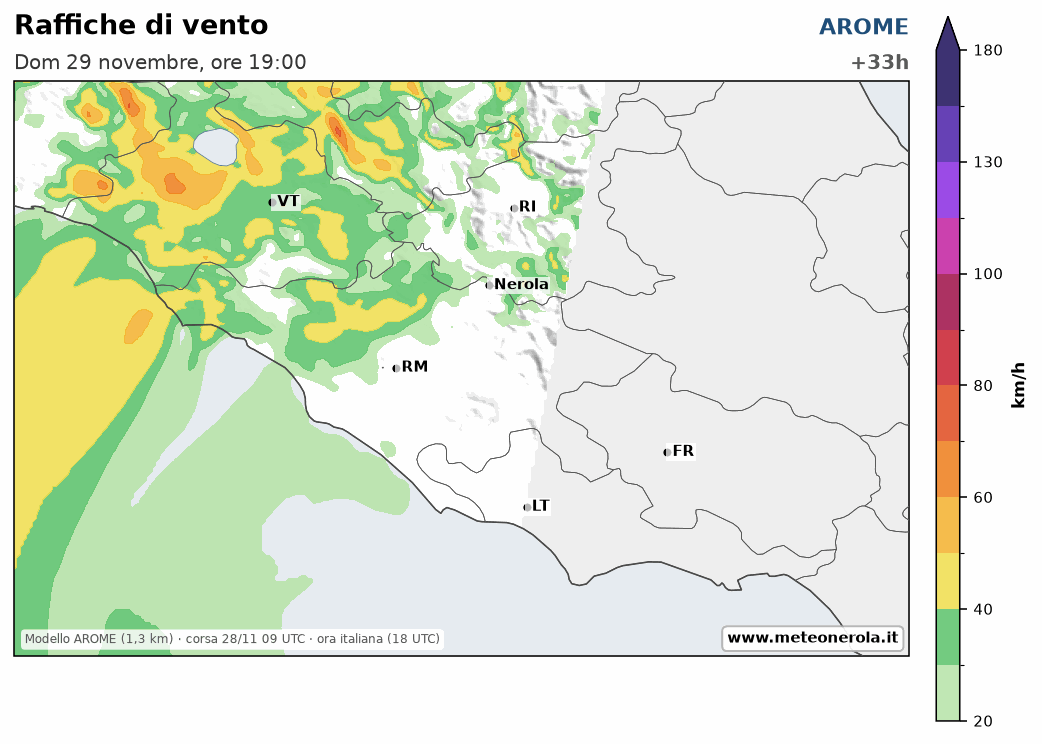 Raffiche di vento
AROME
Dom 29 novembre, ore 19:00
+33h
180
130
100
80
60
40
20
km/h
VT
RI
Nerola
RM
FR
LT
Modello AROME (1,3 km) · corsa 28/11 09 UTC · ora italiana (18 UTC)
www.meteonerola.it